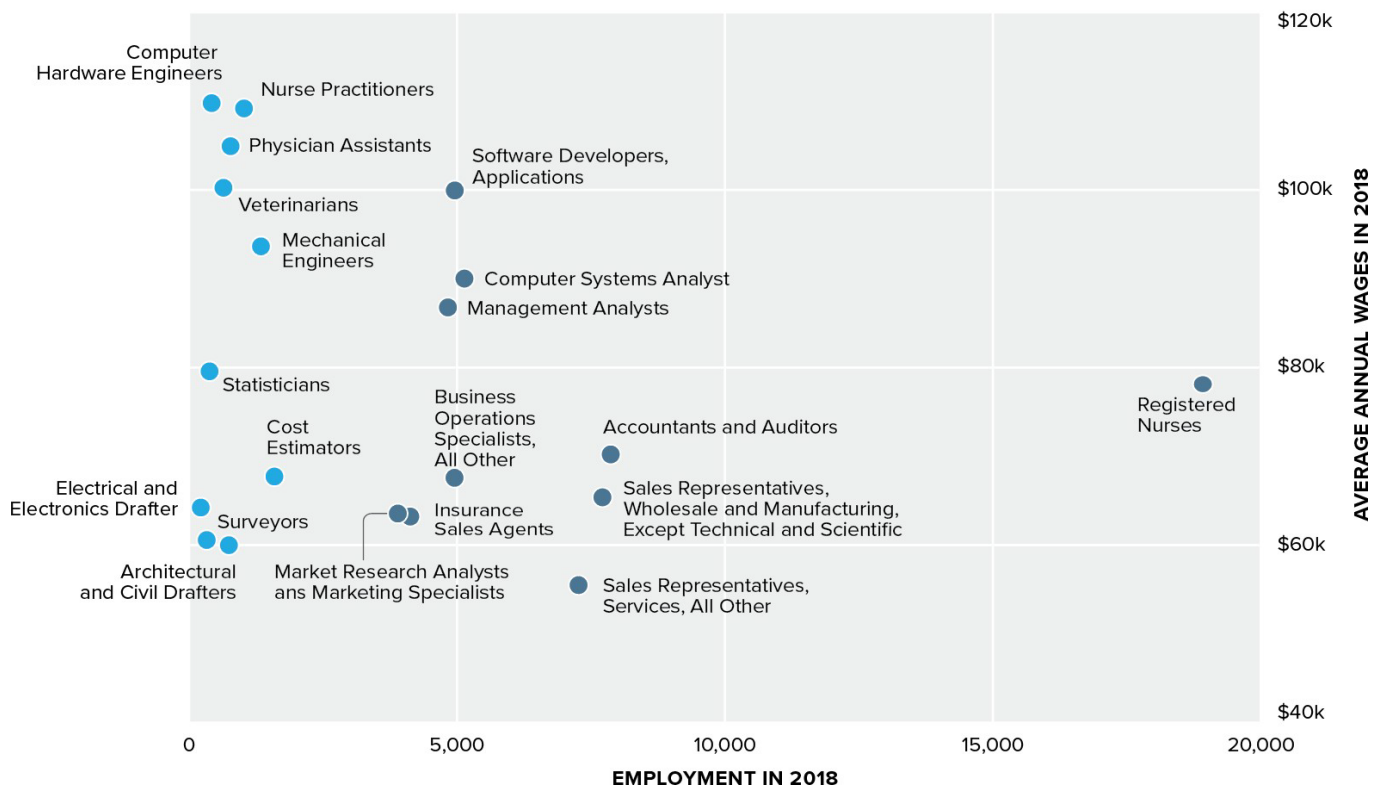 Computer
Hardware Engineers
Nurse Practitioners
Physician Assistants
Software Developers,
Applications
Veterinarians
Mechanical
Engineers
Computer Systems Analyst
Management Analysts
Statisticians
Business
Operations
Specialists,
All Other
Cost
Estimators
Accountants and Auditors
Registered
Nurses
Electrical and
Electronics Drafter
Surveyors
Insurance
Sales Agents
Sales Representatives,
Wholesale and Manufacturing,
Except Technical and Scientific
Architectural
and Civil Drafters
Market Research Analysts
ans Marketing Specialists
Sales Representatives,
Services, All Other
$120k
$100k
$80k
$60k
$40k
AVERAGE ANNUAL WAGES IN 2018
0
5,000
10,000
15,000
20,000
EMPLOYMENT IN 2018